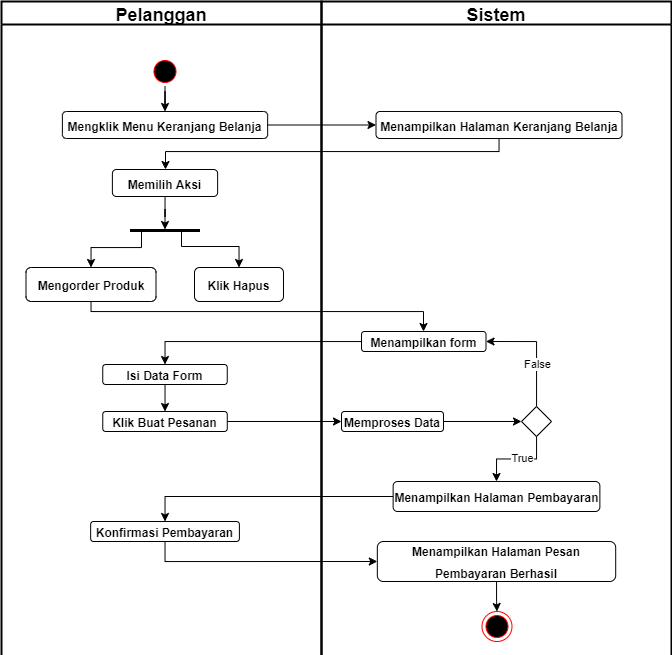 Pelanggan
Sistem
Mengklik Menu Keranjang Belanja
Menampilkan Halaman Keranjang Belanja
Memilih Aksi
Mengorder Produk
Klik Hapus
Menampilkan form
False
Isi Data Form
Klik Buat Pesanan
Memproses Data
True
Menampilkan Halaman Pembayaran
Konfirmasi Pembayaran
Menampilkan Halaman Pesan
Pembayaran Berhasil